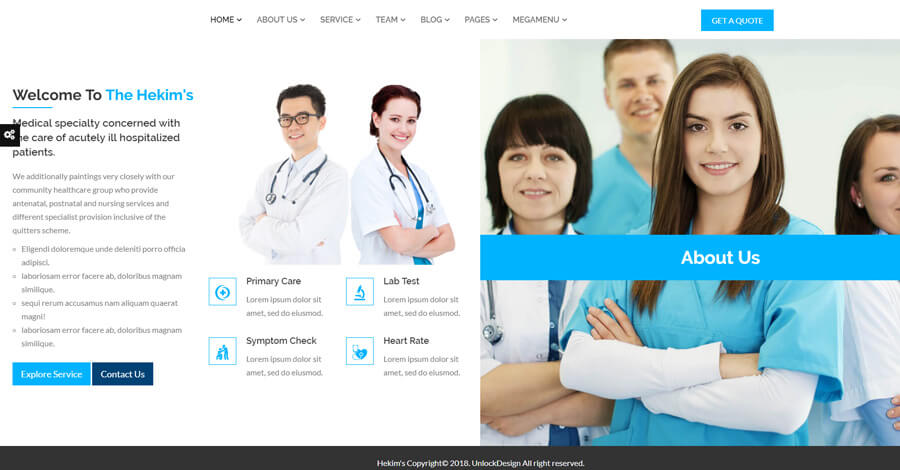 HOME ABOUT US SERVICE TEAM BLOG PAGES MEGAMENU GET A QUOTE
Welcome To The Hekim's
Medical specialty concerned with
the care of acutely ill hospitalized
patients.
We additionally paintings very closely with our
community healthcare group who provide
antenatal, postnatal and nursing services and
different specialist provision inclusive of the
quitters scheme.
Eligendi doloremque unde deleniti porro officia
adipisci.
laboriosam error facere ab, doloribus magnam
similique.
sequi rerum accusamus nam aliquam quaerat
magni!
laboriosam error facere ab, doloribus magnam
similique.
Explore Service Contact Us
Primary Care
Lorem ipsum dolor sit
amet, sed do eiusmod.
Lab Test
Lorem ipsum dolor sit
amet, sed do eiusmod.
Symptom Check
Lorem ipsum dolor sit
amet, sed do eiusmod.
Heart Rate
Lorem ipsum dolor sit
amet, sed do eiusmod.
About Us
Hekim's Copyright© 2018. UnlockDesign All right reserved.